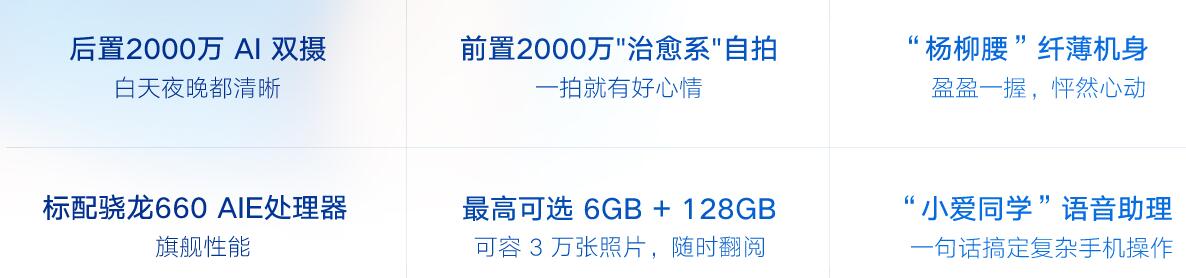 后置2000万 AI 双摄
白天夜晚都清晰
前置2000万"治愈系"自拍
一拍就有好心情
“杨柳腰”纤薄机身
盈盈一握，怦然心动
标配骁龙660 AIE处理器
旗舰性能
最高可选 6GB + 128GB
可容 3 万张照片，随时翻阅
“小爱同学”语音助理
一句话搞定复杂手机操作